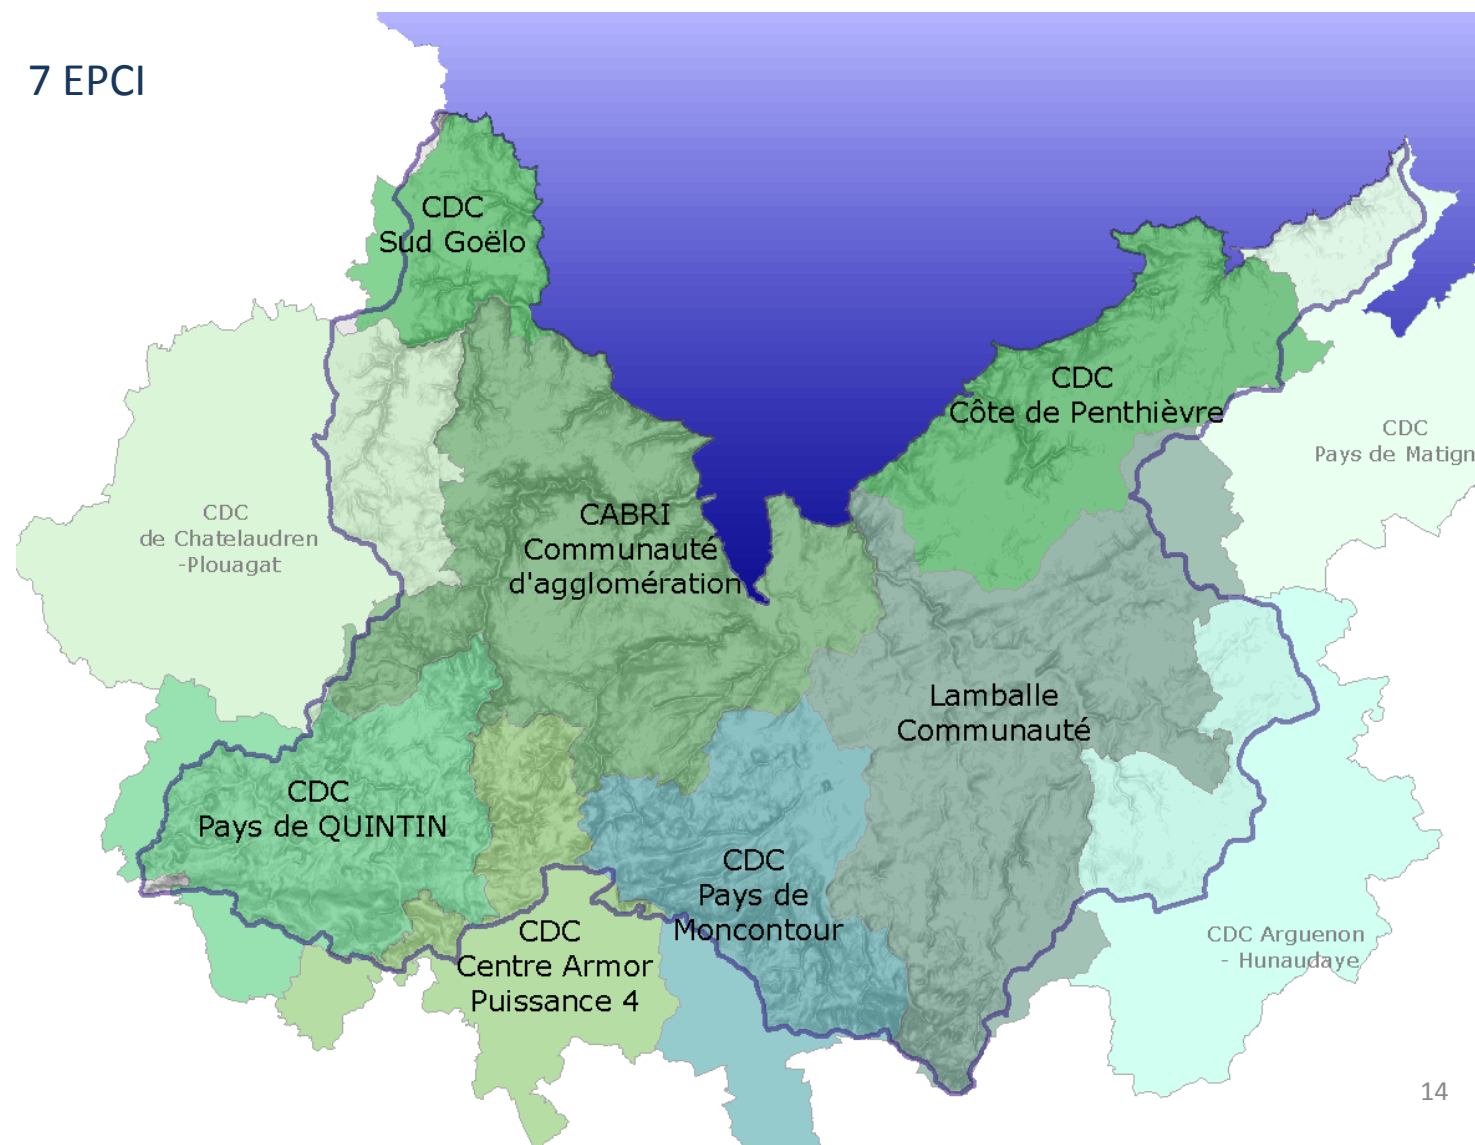 7 EPCI
CDC
Sud Goëlo
CDC
Côte de Penthièvre
CDC
Pays de Matign
CDC
de Chatelaudren
-Plouagat
CABRI
Communauté
d'agglomération
Lamballe
Communauté
CDC
Pays de QUINTIN
CDC
Pays de
Moncontour
CDC
Centre Armor
Puissance 4
CDC Arguenon
- Hunaudaye
14